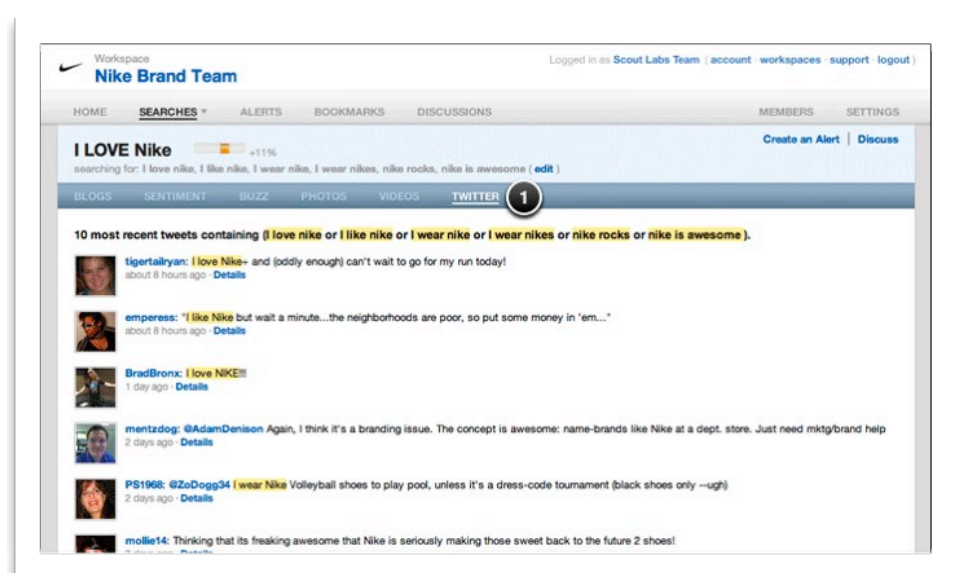 Workspace
Nike Brand Team
Logged in as Scout Labs Team ( account · workspaces · support · logout )
HOME SEARCHES ALERTS BOOKMARKS DISCUSSIONS MEMBERS SETTINGS
I LOVE Nike +11% Create an Alert | Discuss
searching for: I love nike, I like nike, I wear nike, I wear nikes, nike rocks, nike is awesome ( edit )
BLOGS SENTIMENT BUZZ PHOTOS VIDEOS TWITTER 1
10 most recent tweets containing (I love nike or I like nike or I wear nike or I wear nikes or nike rocks or nike is awesome ).
tigertailryan: I love Nike+ and (oddly enough) can't wait to go for my run today!
about 8 hours ago · Details
emperess: "I like Nike but wait a minute...the neighborhoods are poor, so put some money in 'em..."
about 8 hours ago · Details
BradBronx: I love NIKE!!!
1 day ago · Details
mentzdog: @AdamDenison Again, I think it's a branding issue. The concept is awesome: name-brands like Nike at a dept. store. Just need mktg/brand help
2 days ago · Details
PS1968: @ZoDogg34 I wear Nike Volleyball shoes to play pool, unless it's a dress-code tournament (black shoes only --ugh)
2 days ago · Details
mollie14: Thinking that its freaking awesome that Nike is seriously making those sweet back to the future 2 shoes!